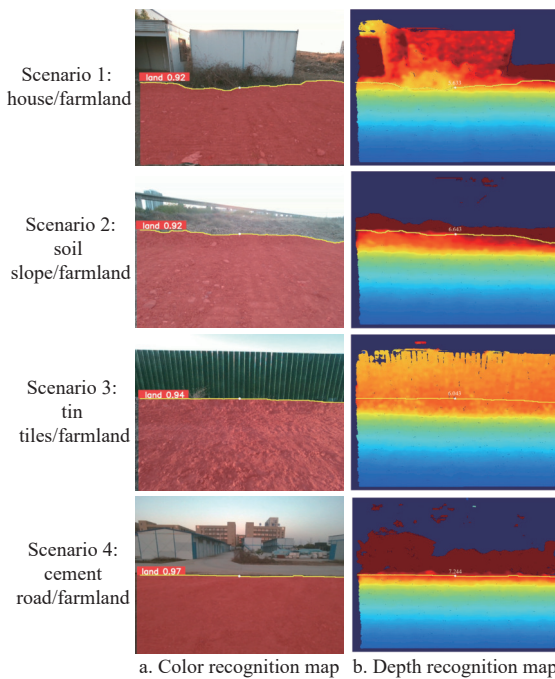 Scenario 1:
house/farmland
land 0.92
Scenario 2:
soil
slope/farmland
land 0.92
6.643
Scenario 3:
tin
tiles/farmland
land 0.94
Scenario 4:
cement
road/farmland
land 0.97
7.244
a. Color recognition map
b. Depth recognition map